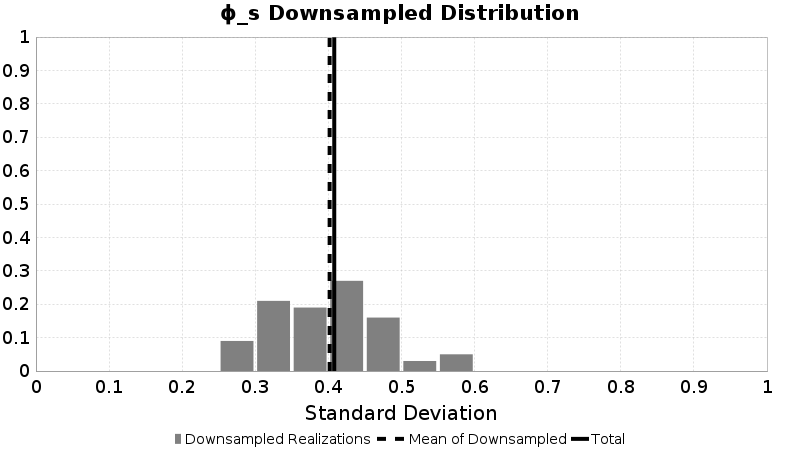 ϕ_s Downsampled Distribution
1
0.9
0.8
0.7
0.6
0.5
0.4
0.3
0.2
0.1
0
0 0.1 0.2 0.3 0.4 0.5 0.6 0.7 0.8 0.9 1
Standard Deviation
Downsampled Realizations Mean of Downsampled Total